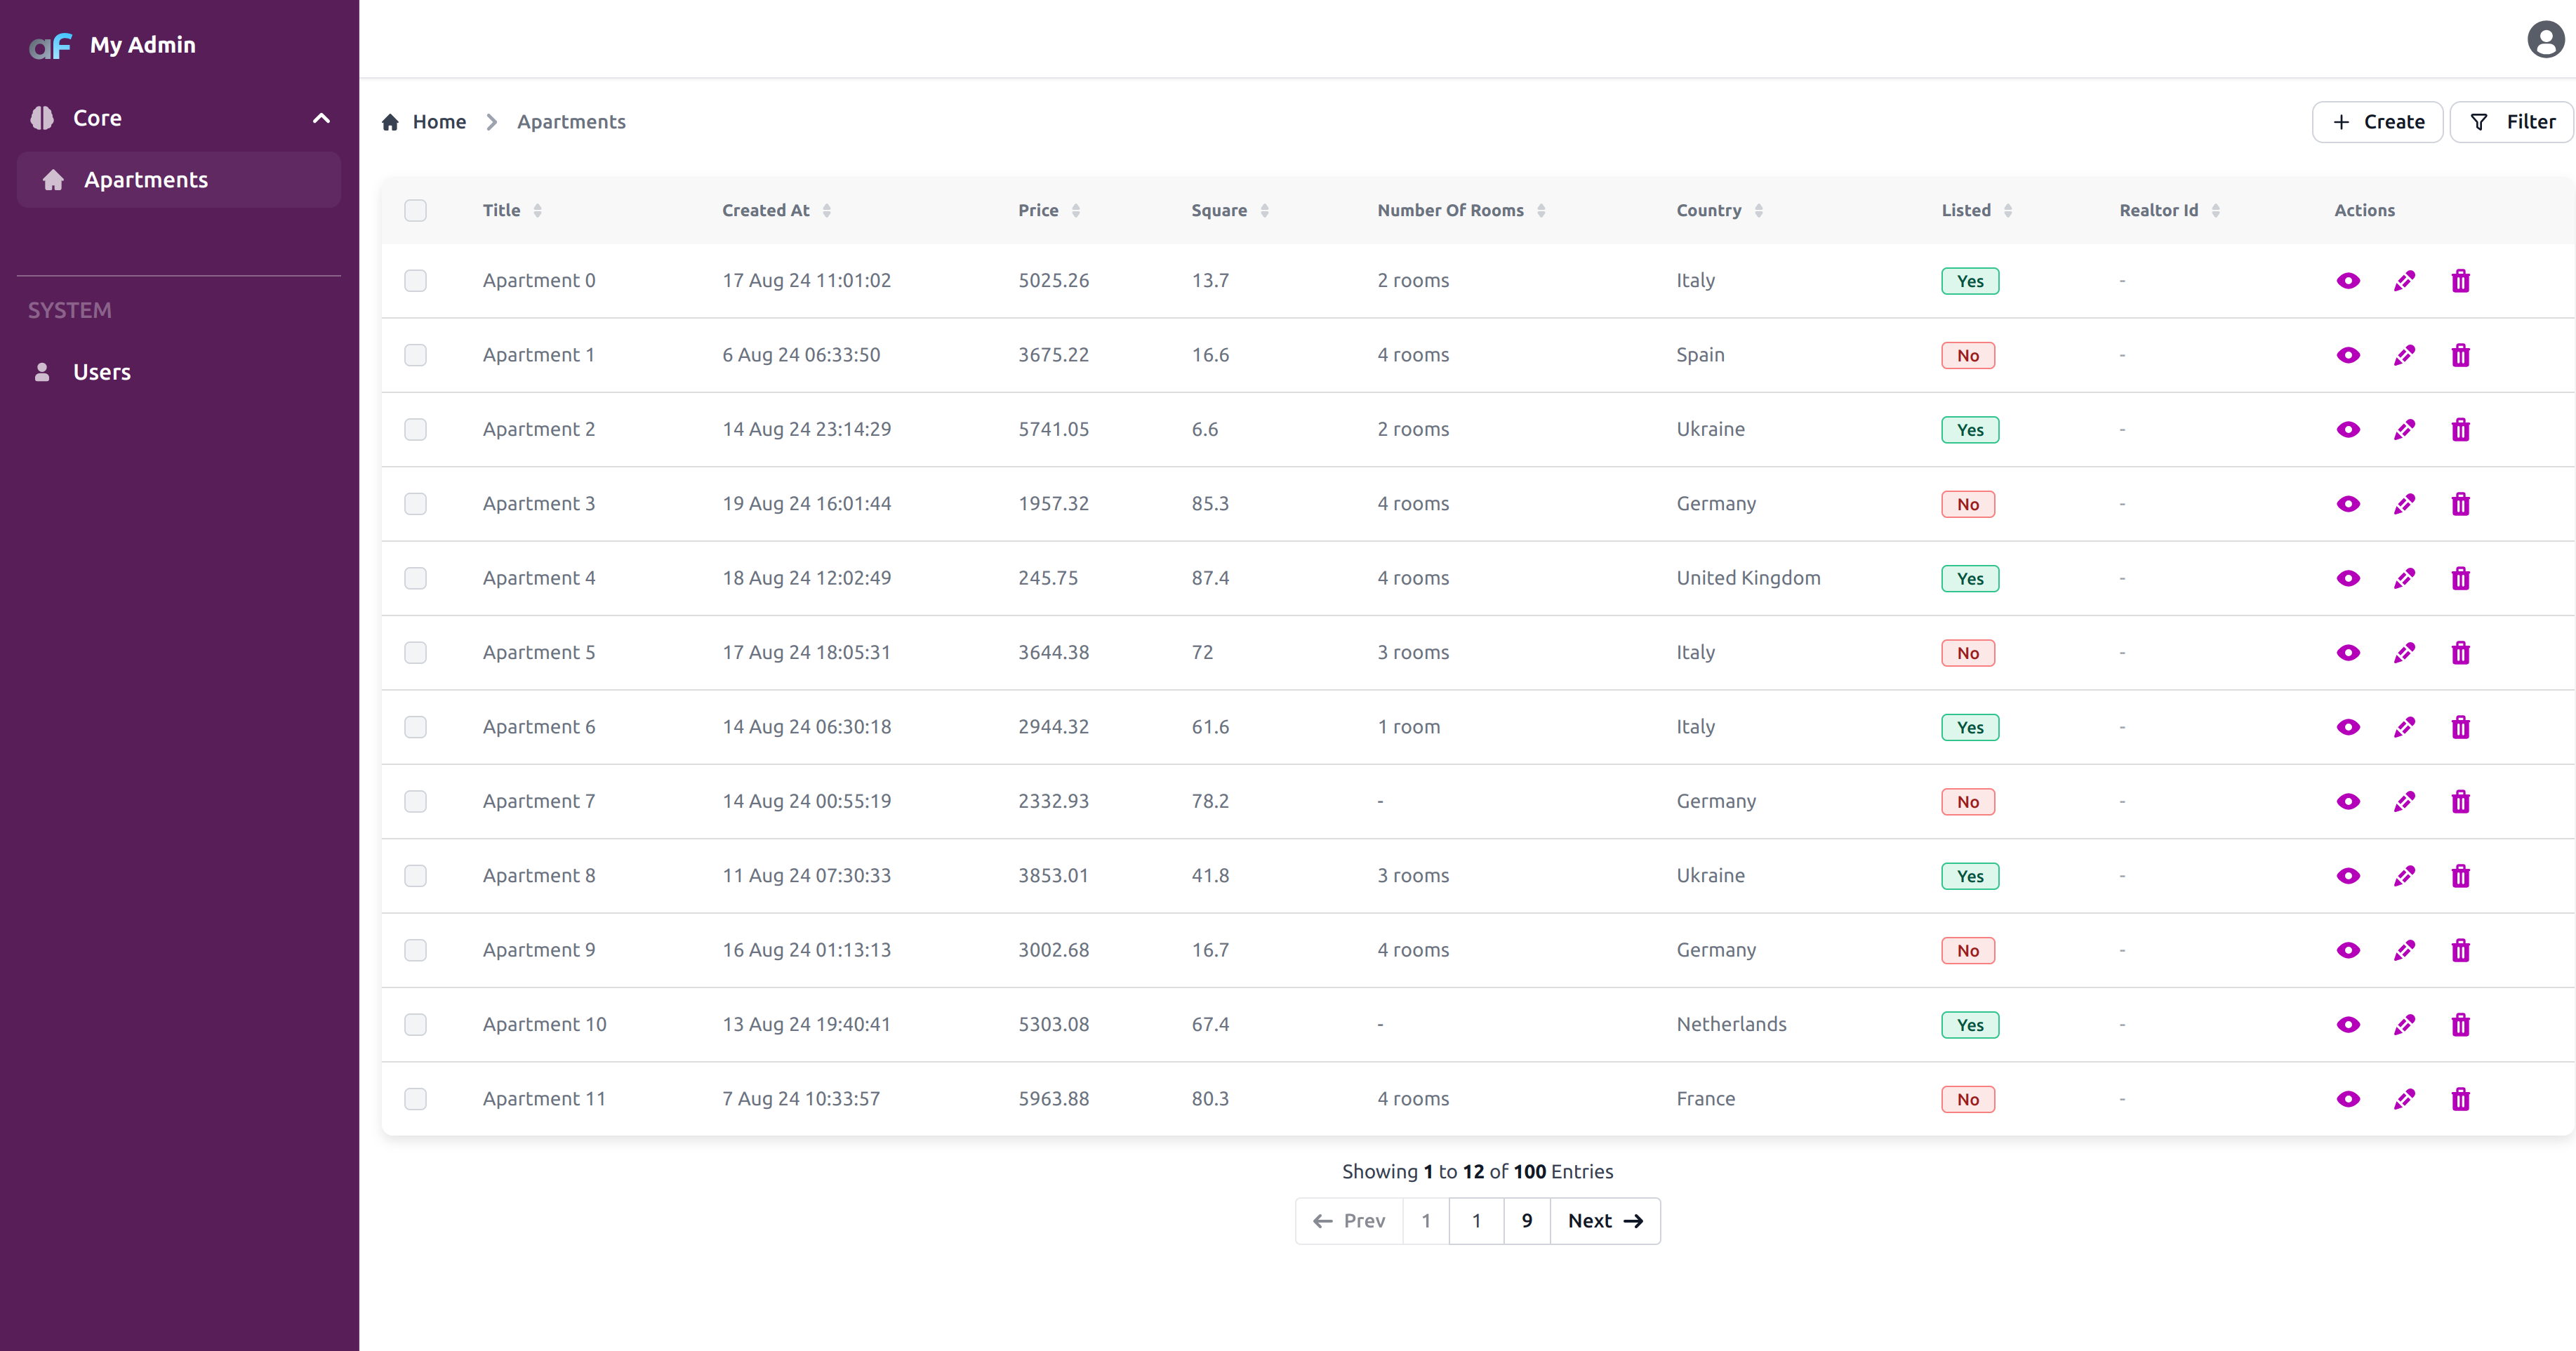 aF My Admin
Core
Apartments
SYSTEM
Users
Home Apartments
Create Filter
Title Created At Price Square Number Of Rooms Country Listed Realtor Id Actions
Apartment 0 17 Aug 24 11:01:02 5025.26 13.7 2 rooms Italy Yes -
Apartment 1 6 Aug 24 06:33:50 3675.22 16.6 4 rooms Spain No -
Apartment 2 14 Aug 24 23:14:29 5741.05 6.6 2 rooms Ukraine Yes -
Apartment 3 19 Aug 24 16:01:44 1957.32 85.3 4 rooms Germany No -
Apartment 4 18 Aug 24 12:02:49 245.75 87.4 4 rooms United Kingdom Yes -
Apartment 5 17 Aug 24 18:05:31 3644.38 72 3 rooms Italy No -
Apartment 6 14 Aug 24 06:30:18 2944.32 61.6 1 room Italy Yes -
Apartment 7 14 Aug 24 00:55:19 2332.93 78.2 - Germany No -
Apartment 8 11 Aug 24 07:30:33 3853.01 41.8 3 rooms Ukraine Yes -
Apartment 9 16 Aug 24 01:13:13 3002.68 16.7 4 rooms Germany No -
Apartment 10 13 Aug 24 19:40:41 5303.08 67.4 - Netherlands Yes -
Apartment 11 7 Aug 24 10:33:57 5963.88 80.3 4 rooms France No -
Showing 1 to 12 of 100 Entries
Prev 1 1 9 Next